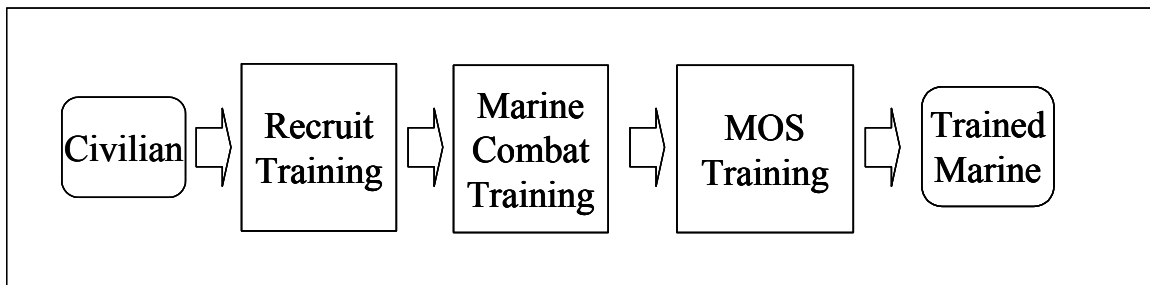 Civilian
Recruit
Training
Marine
Combat
Training
MOS
Training
Trained
Marine